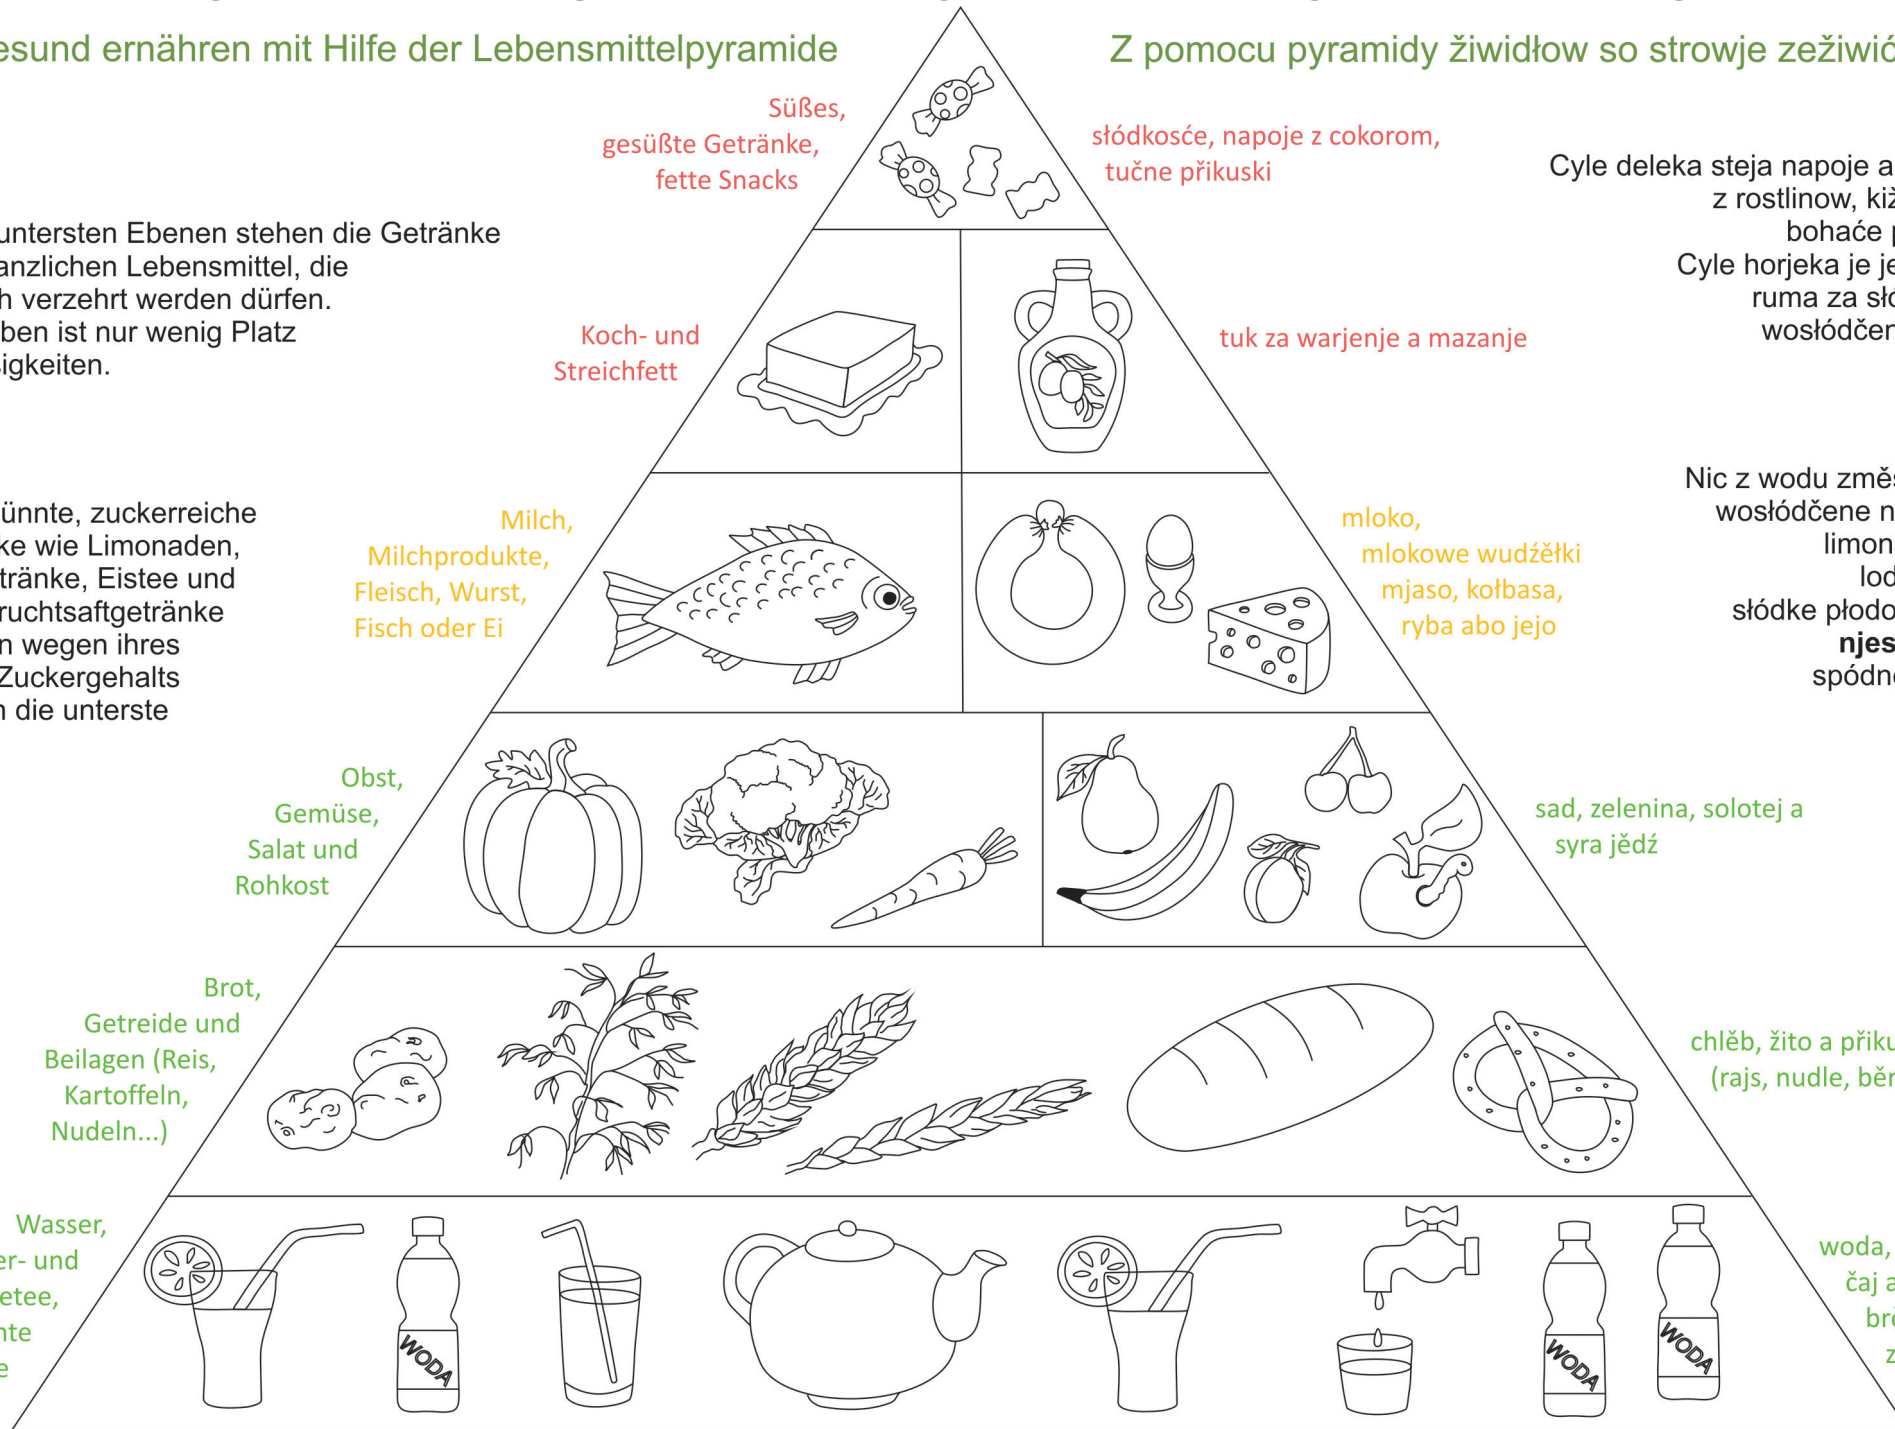 esund ernähren mit Hilfe der Lebensmittelpyramide
Z pomocu pyramidy žiwidłow so strowje zežiwić
Süßes,
gesüßte Getränke,
fette Snacks
słódkosće, napoje z cokorom,
tučne přikuski
untersten Ebenen stehen die Getränke
anzlichen Lebensmittel, die
h verzehrt werden dürfen.
ben ist nur wenig Platz
igkeiten.
Cyle deleka steja napoje a
z rostlinow, kiž
bohaće p
Cyle horjeka je je
ruma za słó
wosłódčen
Koch- und
Streichfett
tuk za warjenje a mazanje
ünnte, zuckerreiche
ke wie Limonaden,
tränke, Eistee und
ruchtsaftgetränke
n wegen ihres
Zuckergehalts
n die unterste
Milch,
Milchprodukte,
Fleisch, Wurst,
Fisch oder Ei
mloko,
mlokowe wudźěłki
mjaso, kołbasa,
ryba abo jejo
Nic z wodu změs
wosłódčene n
limon
lod
słódke płodo
njes
spódn
Obst,
Gemüse,
Salat und
Rohkost
sad, zelenina, solotej a
syra jědź
Brot,
Getreide und
Beilagen (Reis,
Kartoffeln,
Nudeln...)
chlěb, žito a přiku
(rajs, nudle, běr
Wasser,
er- und
etee,
nte
e
woda,
čaj a
brě
z
WODA
WODA
WODA